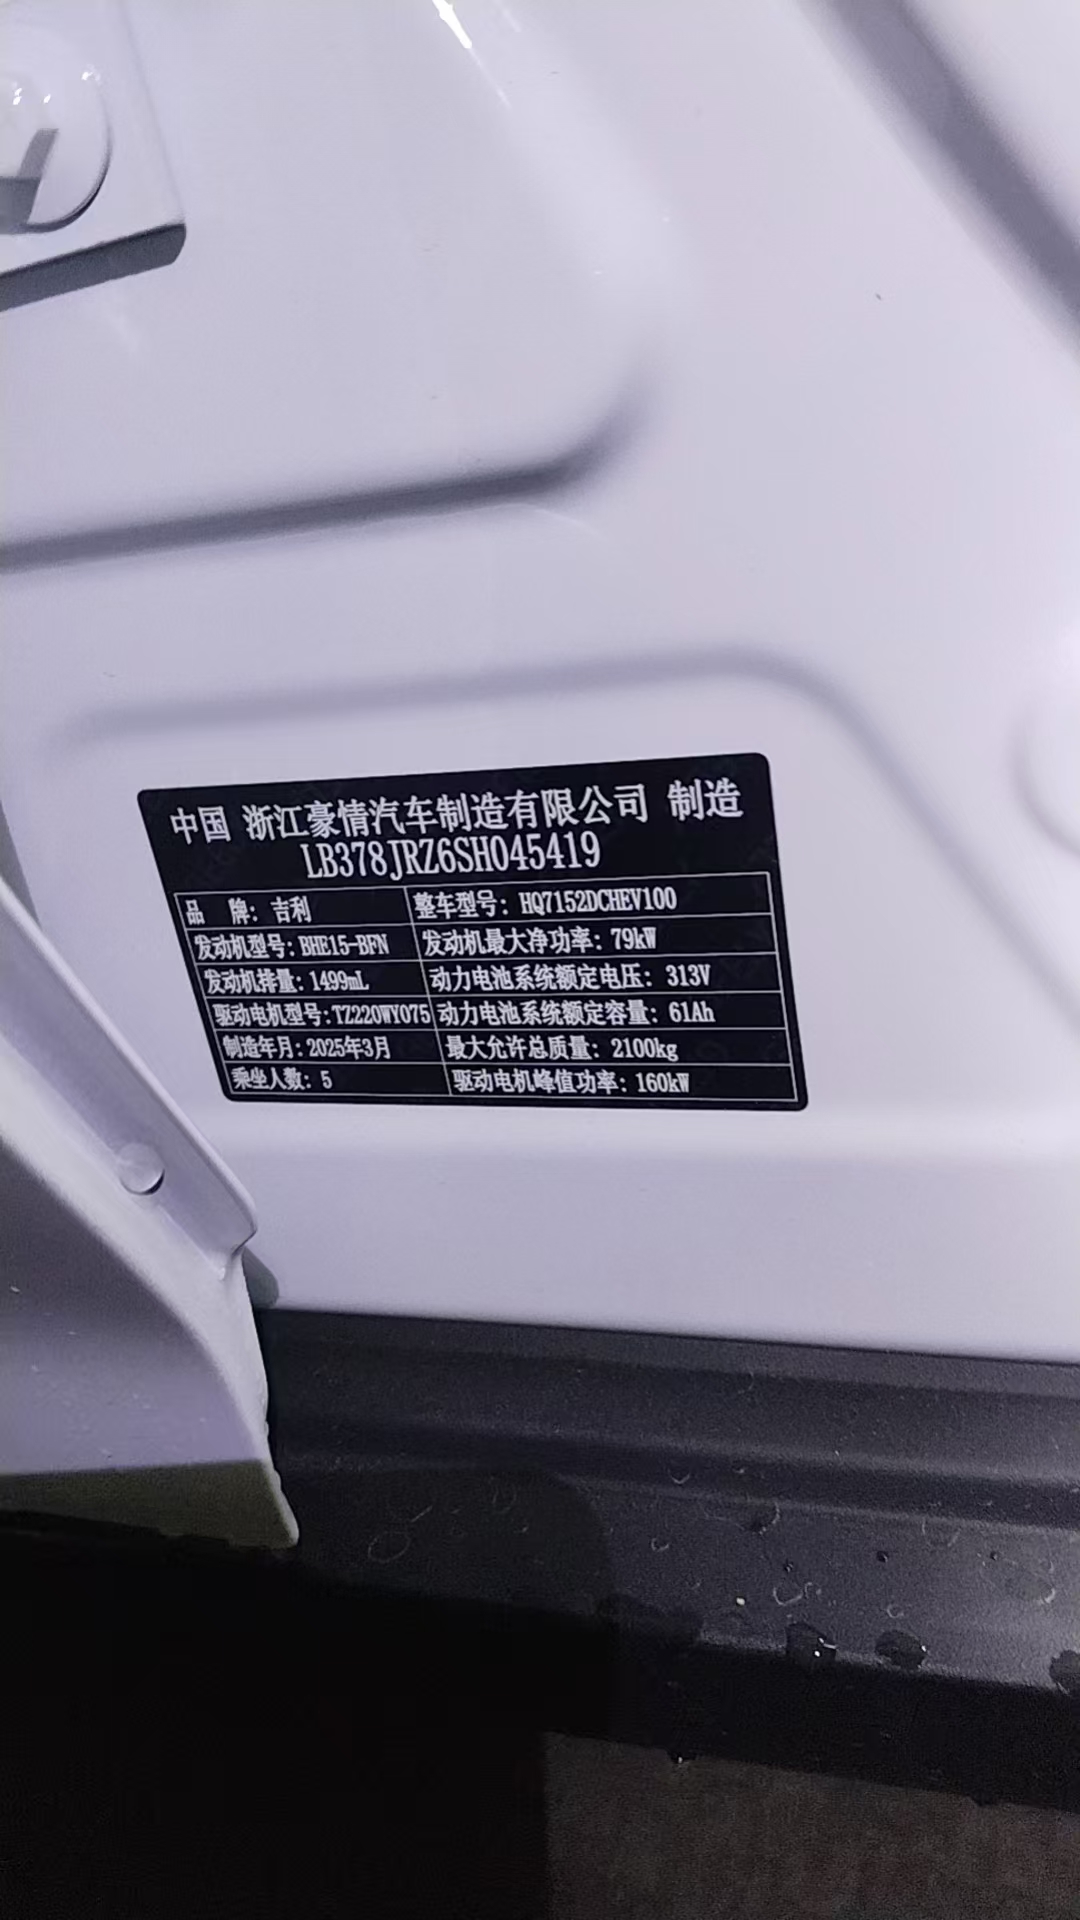 中国 浙江豪情汽车制造有限公司 制造
LB378JRZ6SH045419
品 牌: 吉利 整车型号: HQ7152DCHEV100
发动机型号: BHE15-BFN 发动机最大净功率: 79kW
发动机排量: 1499mL 动力电池系统额定电压: 313V
驱动电机型号: TZ220WY075 动力电池系统额定容量: 61Ah
制造年月: 2025年3月 最大允许总质量: 2100kg
乘坐人数: 5 驱动电机峰值功率: 160kW